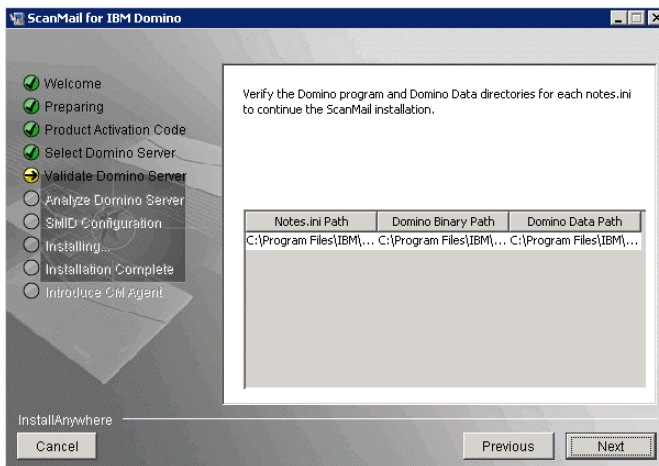 ScanMail for IBM Domino
Welcome
Preparing
Product Activation Code
Select Domino Server
Validate Domino Server
Analyze Domino Server
SMID Configuration
Installing...
Installation Complete
Introduce CM Agent
Verify the Domino program and Domino Data directories for each notes.ini
to continue the ScanMail installation.
Notes.ini Path Domino Binary Path Domino Data Path
C:\Program Files\IBM\... C:\Program Files\IBM\... C:\Program Files\IBM\...
InstallAnywhere
Cancel Previous Next